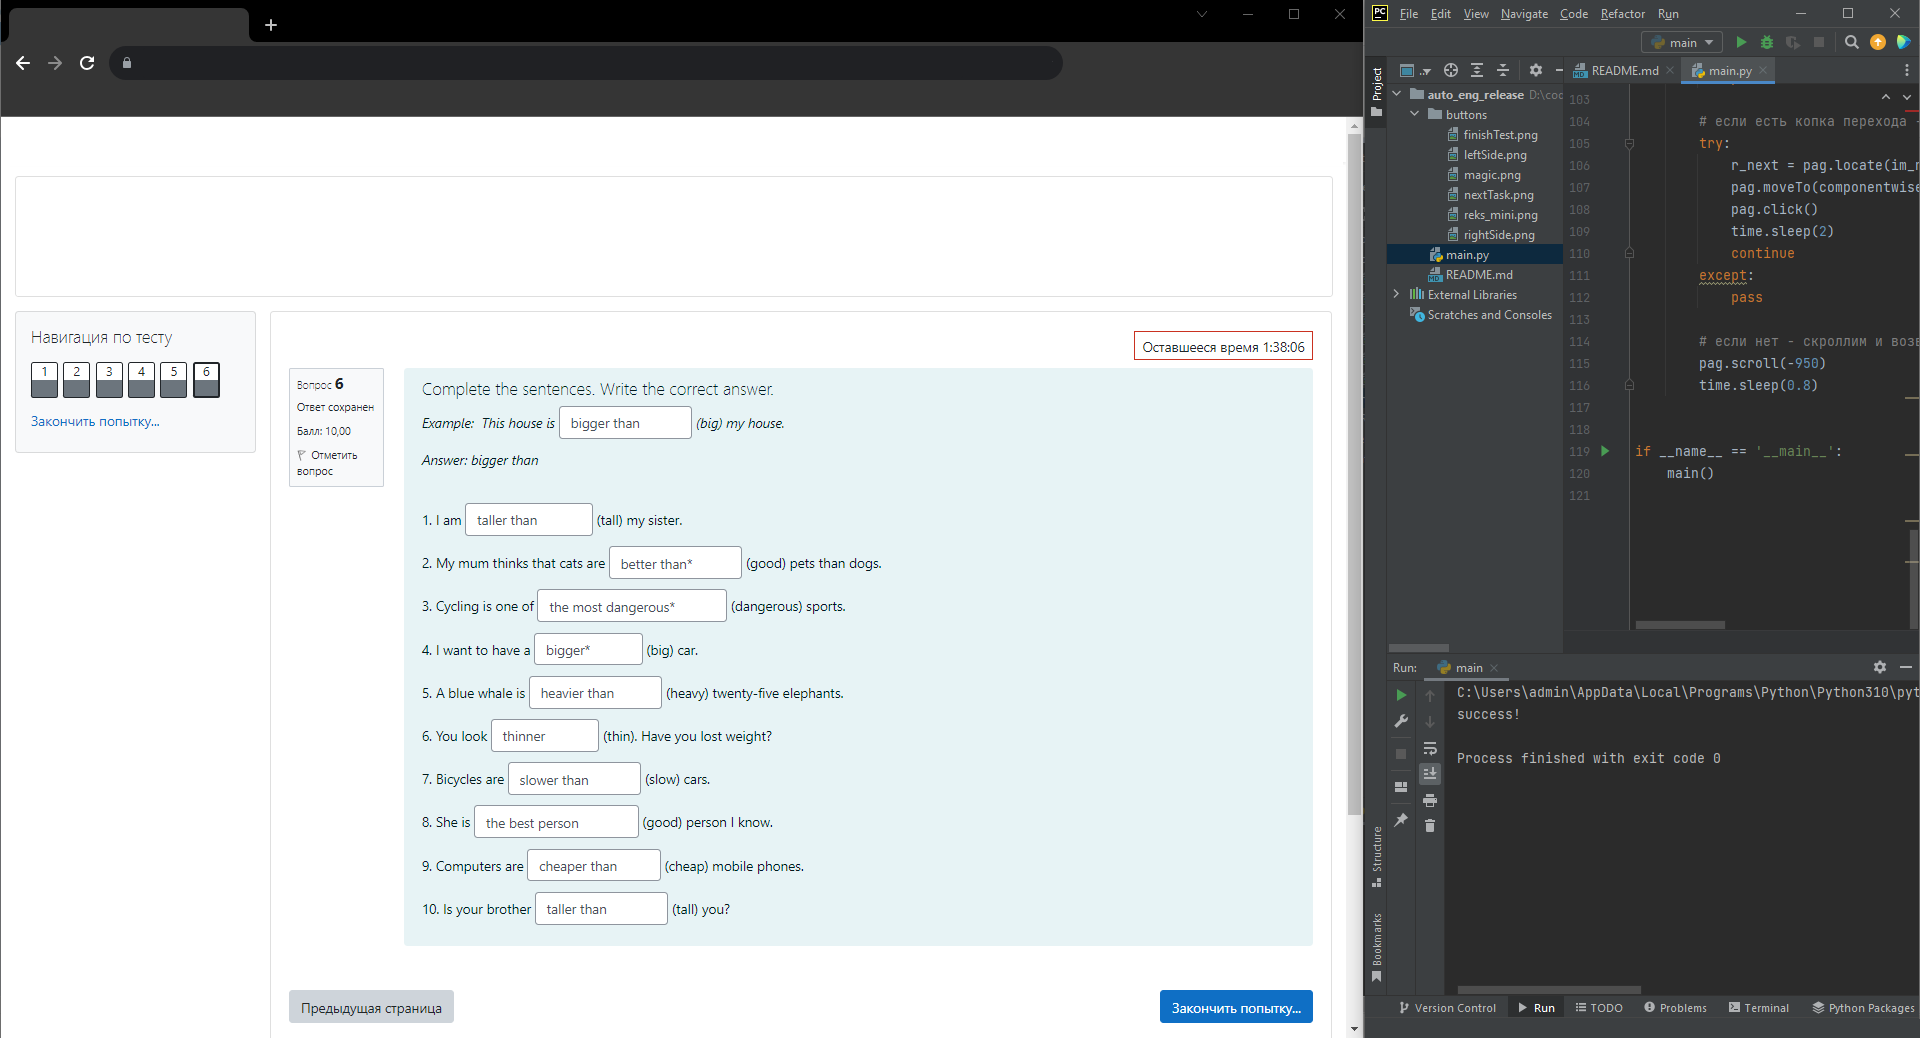 Навигация по тесту
1 2 3 4 5 6
Закончить попытку...
Оставшееся время 1:38:06
Вопрос 6
Ответ сохранен
Балл: 10,00
Отметить вопрос
Complete the sentences. Write the correct answer.
Example: This house is bigger than (big) my house.
Answer: bigger than
1. I am taller than (tall) my sister.
2. My mum thinks that cats are better than* (good) pets than dogs.
3. Cycling is one of the most dangerous* (dangerous) sports.
4. I want to have a bigger* (big) car.
5. A blue whale is heavier than (heavy) twenty-five elephants.
6. You look thinner (thin). Have you lost weight?
7. Bicycles are slower than (slow) cars.
8. She is the best person (good) person I know.
9. Computers are cheaper than (cheap) mobile phones.
10. Is your brother taller than (tall) you?
Предыдущая страница
Закончить попытку...
PC File Edit View Navigate Code Refactor Run
main
Project
README.md main.py
auto_eng_release D:\coc
buttons
finishTest.png
leftSide.png
magic.png
nextTask.png
reks_mini.png
rightSide.png
main.py
README.md
External Libraries
Scratches and Consoles
103
104 # если есть копка перехода -
105 try:
106 r_next = pag.locate(im_n
107 pag.moveTo(componentwise
108 pag.click()
109 time.sleep(2)
110 continue
111 except:
112 pass
113
114 # если нет - скроллим и возв
115 pag.scroll(-950)
116 time.sleep(0.8)
117
118
119 if __name__ == '__main__':
120 main()
121
Run: main
C:\Users\admin\AppData\Local\Programs\Python\Python310\pyt
success!
Process finished with exit code 0
Structure
Bookmarks
Version Control Run TODO Problems Terminal Python Packages